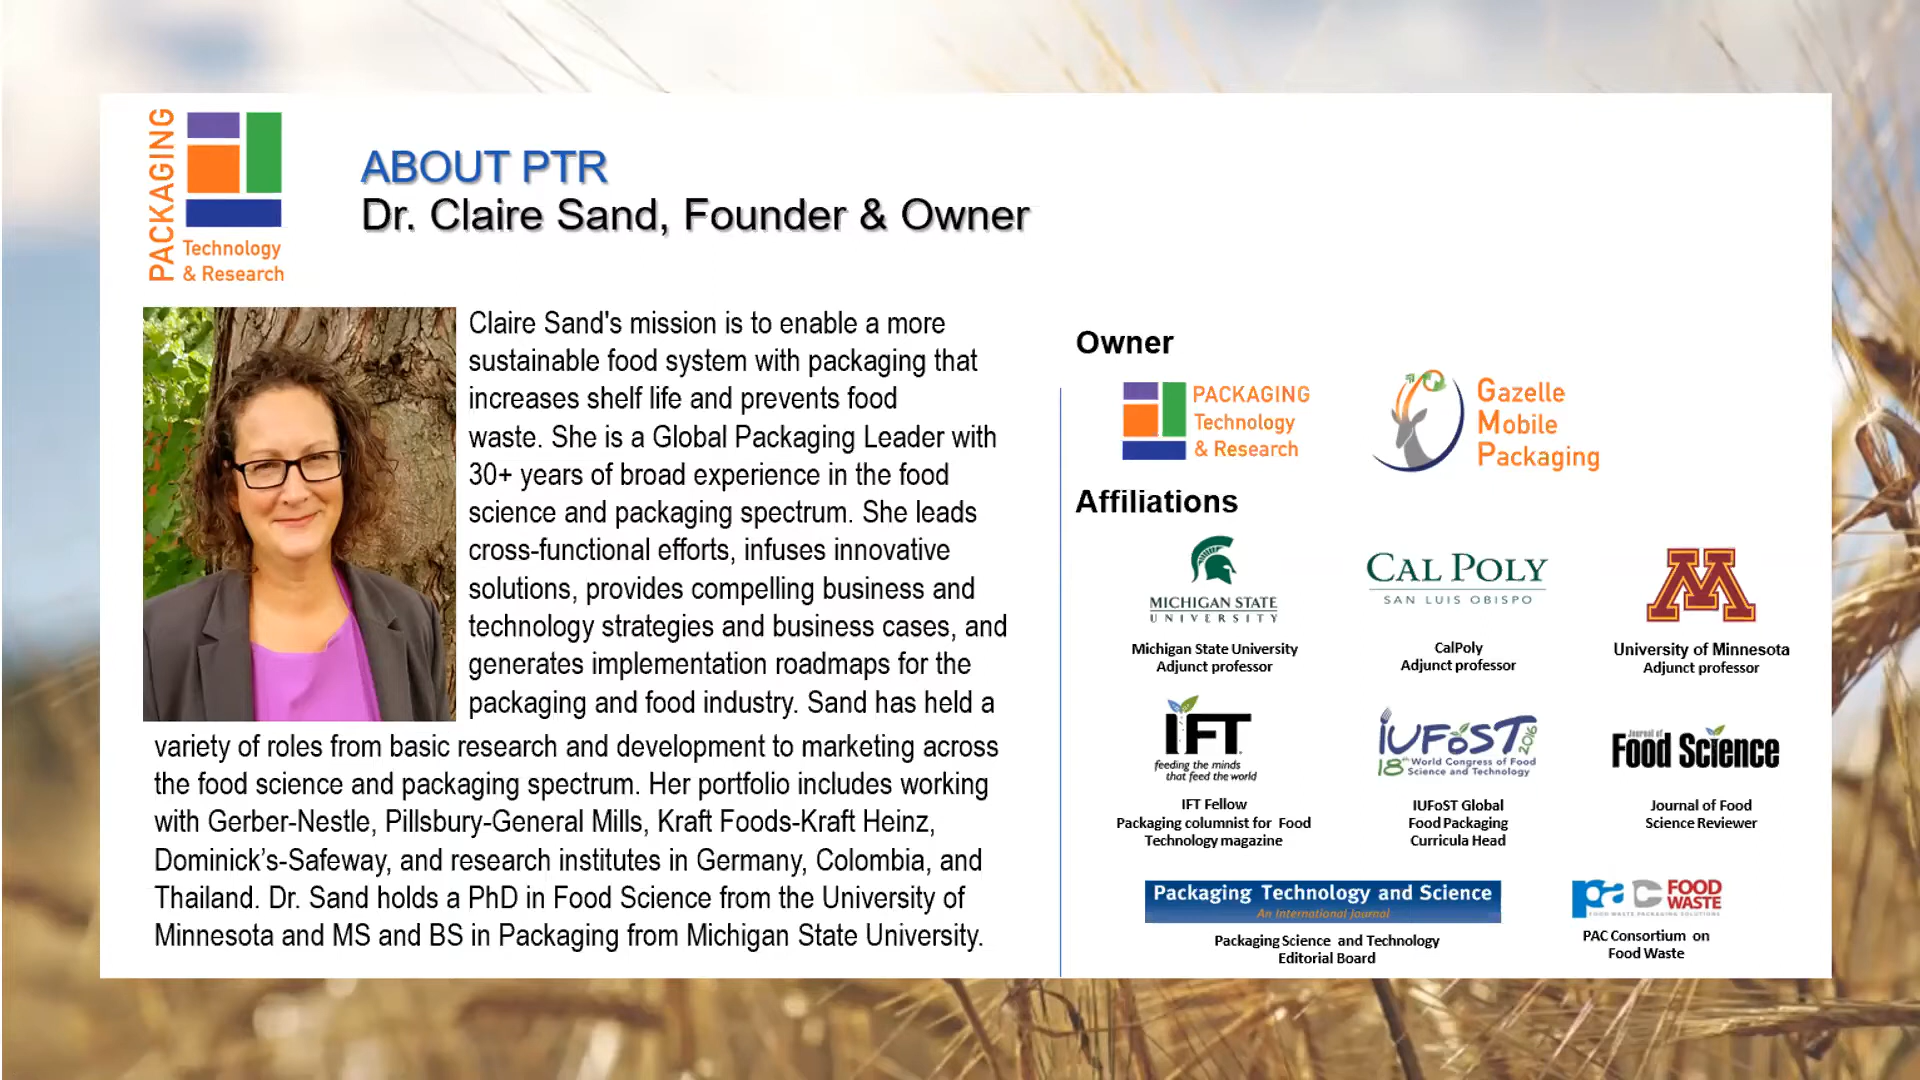 PACKAGING
Technology
& Research
ABOUT PTR
Dr. Claire Sand, Founder & Owner
Claire Sand's mission is to enable a more
sustainable food system with packaging that
increases shelf life and prevents food
waste. She is a Global Packaging Leader with
30+ years of broad experience in the food
science and packaging spectrum. She leads
cross-functional efforts, infuses innovative
solutions, provides compelling business and
technology strategies and business cases, and
generates implementation roadmaps for the
packaging and food industry. Sand has held a
variety of roles from basic research and development to marketing across
the food science and packaging spectrum. Her portfolio includes working
with Gerber-Nestle, Pillsbury-General Mills, Kraft Foods-Kraft Heinz,
Dominick’s-Safeway, and research institutes in Germany, Colombia, and
Thailand. Dr. Sand holds a PhD in Food Science from the University of
Minnesota and MS and BS in Packaging from Michigan State University.
Owner
PACKAGING
Technology
& Research
Gazelle
Mobile
Packaging
Affiliations
MICHIGAN STATE
UNIVERSITY
Michigan State University
Adjunct professor
CAL POLY
SAN LUIS OBISPO
CalPoly
Adjunct professor
M
University of Minnesota
Adjunct professor
IFT
feeding the minds
that feed the world
IFT Fellow
Packaging columnist for Food
Technology magazine
IUFoST 2016
18th World Congress of Food
Science and Technology
IUFoST Global
Food Packaging
Curricula Head
Journal of
Food Science
Journal of Food
Science Reviewer
Packaging Technology and Science
An International Journal
Packaging Science and Technology
Editorial Board
pac FOOD
WASTE
FOOD WASTE PACKAGING SOLUTIONS
PAC Consortium on
Food Waste